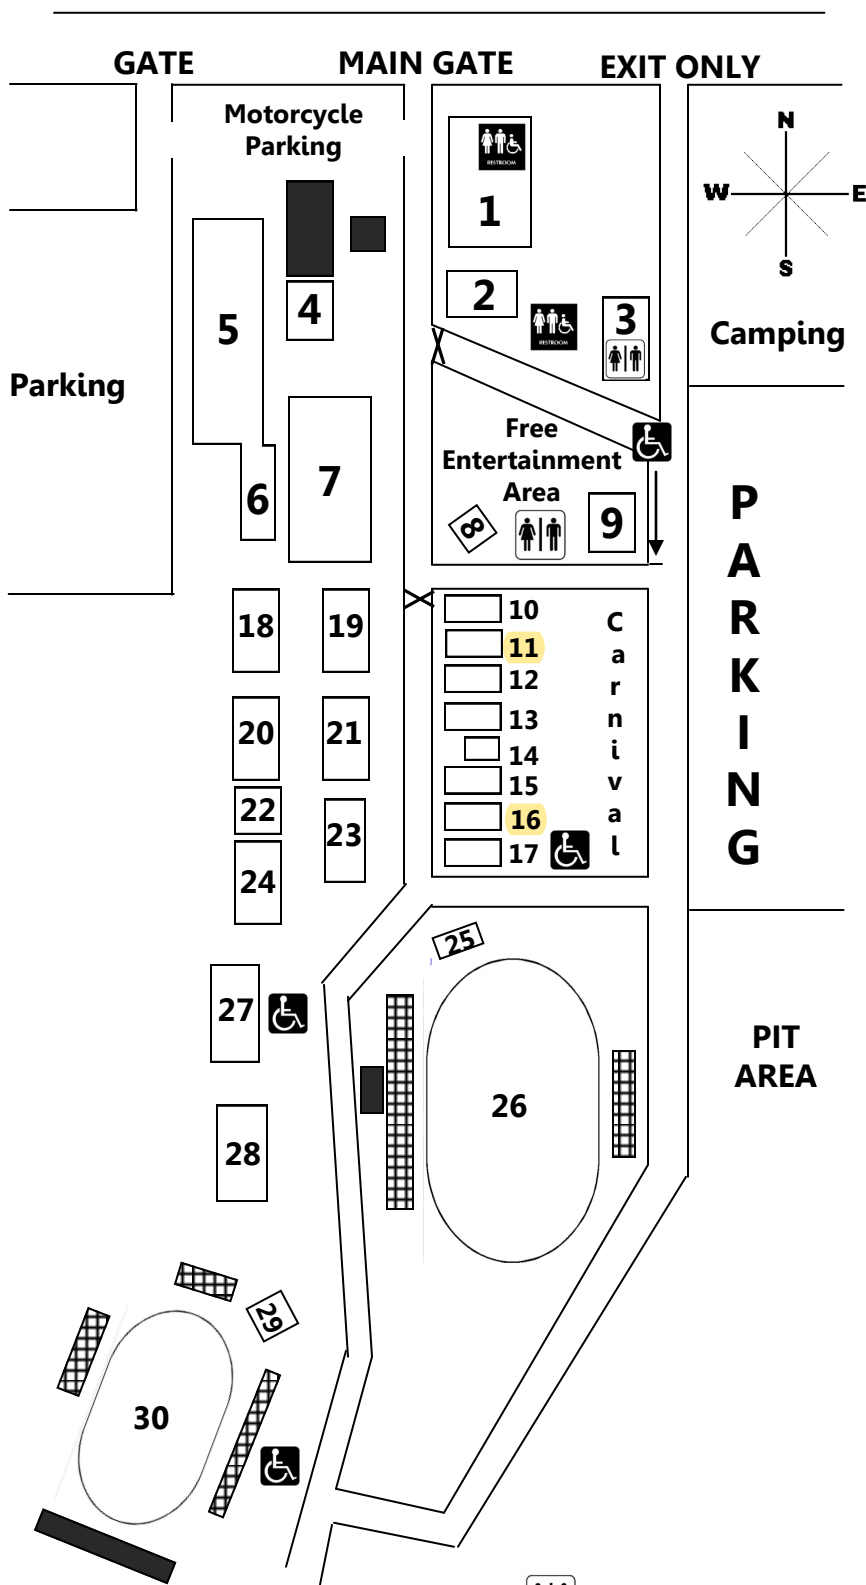 GATE
MAIN GATE
EXIT ONLY
Motorcycle
Parking
RESTROOM
1
N
W
E
S
2
3
RESTROOM
4
5
Camping
Parking
Free
Entertainment
Area
7
6
8
9
P
A
R
K
I
N
G
18
19
10
11
12
13
14
15
16
17
C
a
r
n
i
v
a
l
20
21
22
23
24
25
27
26
PIT
AREA
28
29
30